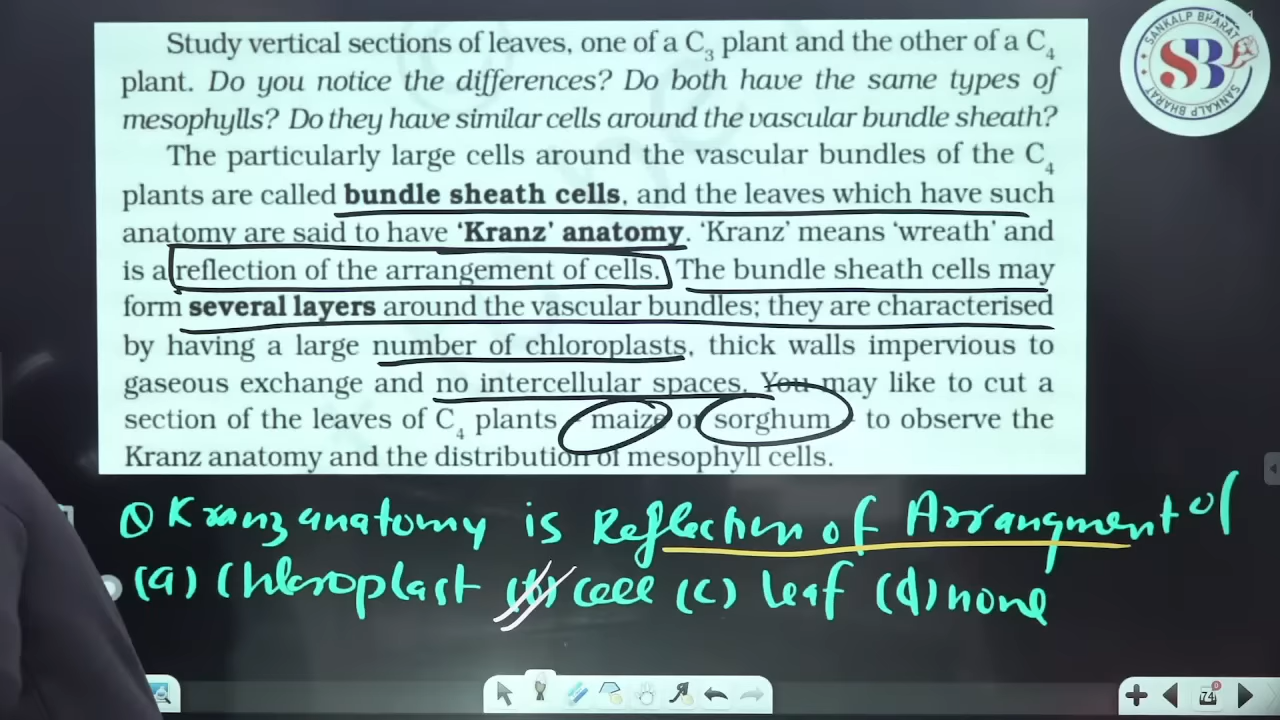 Study vertical sections of leaves, one of a C3 plant and the other of a C4
plant. Do you notice the differences? Do both have the same types of
mesophylls? Do they have similar cells around the vascular bundle sheath?
The particularly large cells around the vascular bundles of the C4
plants are called bundle sheath cells, and the leaves which have such
anatomy are said to have ‘Kranz’ anatomy. ‘Kranz’ means ‘wreath’ and
is a reflection of the arrangement of cells. The bundle sheath cells may
form several layers around the vascular bundles; they are characterised
by having a large number of chloroplasts, thick walls impervious to
gaseous exchange and no intercellular spaces. You may like to cut a
section of the leaves of C4 plants – maize or sorghum – to observe the
Kranz anatomy and the distribution of mesophyll cells.
Q Kranz anatomy is Reflection of Arrangment of
(a) Chloroplast (b) cell (c) leaf (d) none
SANKALP BHARAT
SB
SANKALP BHARAT
74